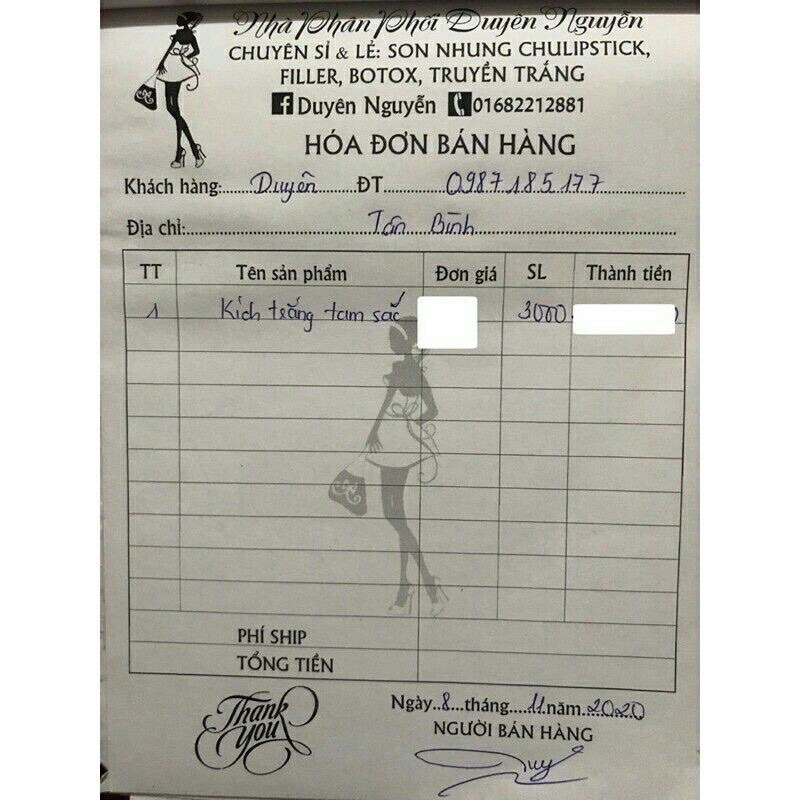 Nhà Phân Phối Duyên Nguyễn
CHUYÊN SỈ & LẺ: SON NHUNG CHULIPSTICK,
FILLER, BOTOX, TRUYỀN TRẮNG
Duyên Nguyễn 01682212881
HÓA ĐƠN BÁN HÀNG
Khách hàng:......Duyên......ĐT.........0987185177.............
Địa chỉ:..............................Tân Bình..................................
TT Tên sản phẩm Đơn giá SL Thành tiền
1 Kích trắng tam sắc 3000
PHÍ SHIP
TỔNG TIỀN
Thank You
Ngày..8...tháng....11.năm..2020
NGƯỜI BÁN HÀNG
Duy